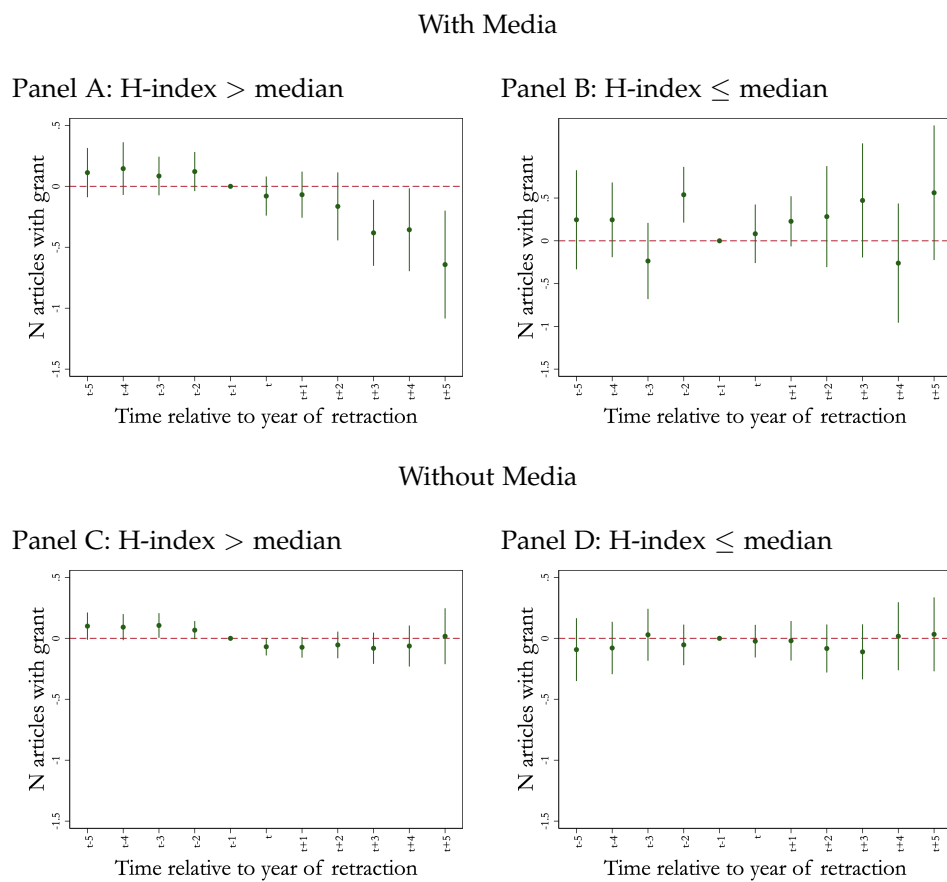 With Media
Panel A: H-index > median
N articles with grant
.5
0
-.5
-1
-1.5
t-5
t-4
t-3
t-2
t-1
t
t+1
t+2
t+3
t+4
t+5
Time relative to year of retraction
Panel B: H-index ≤ median
N articles with grant
.5
0
-.5
-1
-1.5
t-5
t-4
t-3
t-2
t-1
t
t+1
t+2
t+3
t+4
t+5
Time relative to year of retraction
Without Media
Panel C: H-index > median
N articles with grant
.5
0
-.5
-1
-1.5
t-5
t-4
t-3
t-2
t-1
t
t+1
t+2
t+3
t+4
t+5
Time relative to year of retraction
Panel D: H-index ≤ median
N articles with grant
.5
0
-.5
-1
-1.5
t-5
t-4
t-3
t-2
t-1
t
t+1
t+2
t+3
t+4
t+5
Time relative to year of retraction